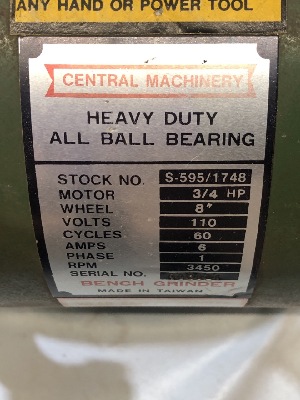 ANY HAND OR POWER TOOL
CENTRAL MACHINERY
HEAVY DUTY
ALL BALL BEARING
STOCK NO. S-595/1748
MOTOR 3/4 HP
WHEEL 8"
VOLTS 110
CYCLES 60
AMPS 6
PHASE 1
RPM 3450
SERIAL NO.
BENCH GRINDER
MADE IN TAIWAN